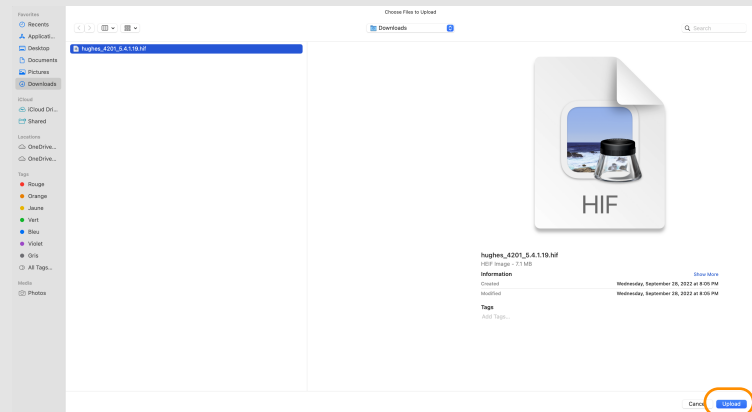 Choose Files to Upload
Favorites
Recents
Applicati...
Desktop
Documents
Pictures
Downloads
iCloud
iCloud Dri...
Shared
Locations
OneDrive...
OneDrive...
Tags
Rouge
Orange
Jaune
Vert
Bleu
Violet
Gris
All Tags...
Media
Photos
Downloads
Search
hughes_4201_5.4.1.19.hif
HIF
hughes_4201_5.4.1.19.hif
HEIF Image - 7.1 MB
Information
Show More
Created
Wednesday, September 28, 2022 at 8:05 PM
Modified
Wednesday, September 28, 2022 at 8:05 PM
Tags
Add Tags...
Upload